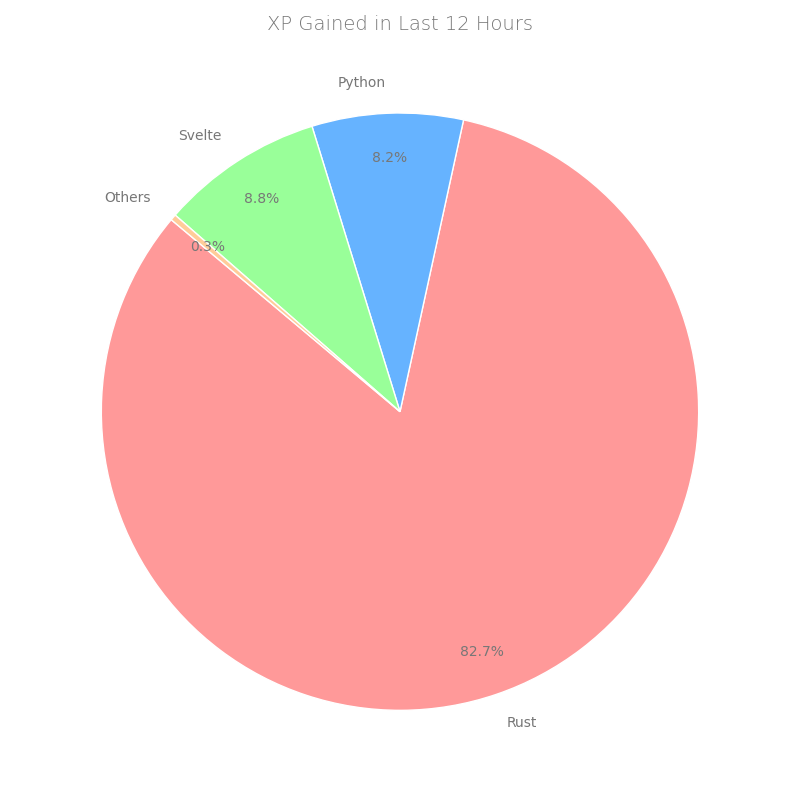 XP Gained in Last 12 Hours
Python
Svelte
8.2%
8.8%
Others
0.3%
82.7%
Rust